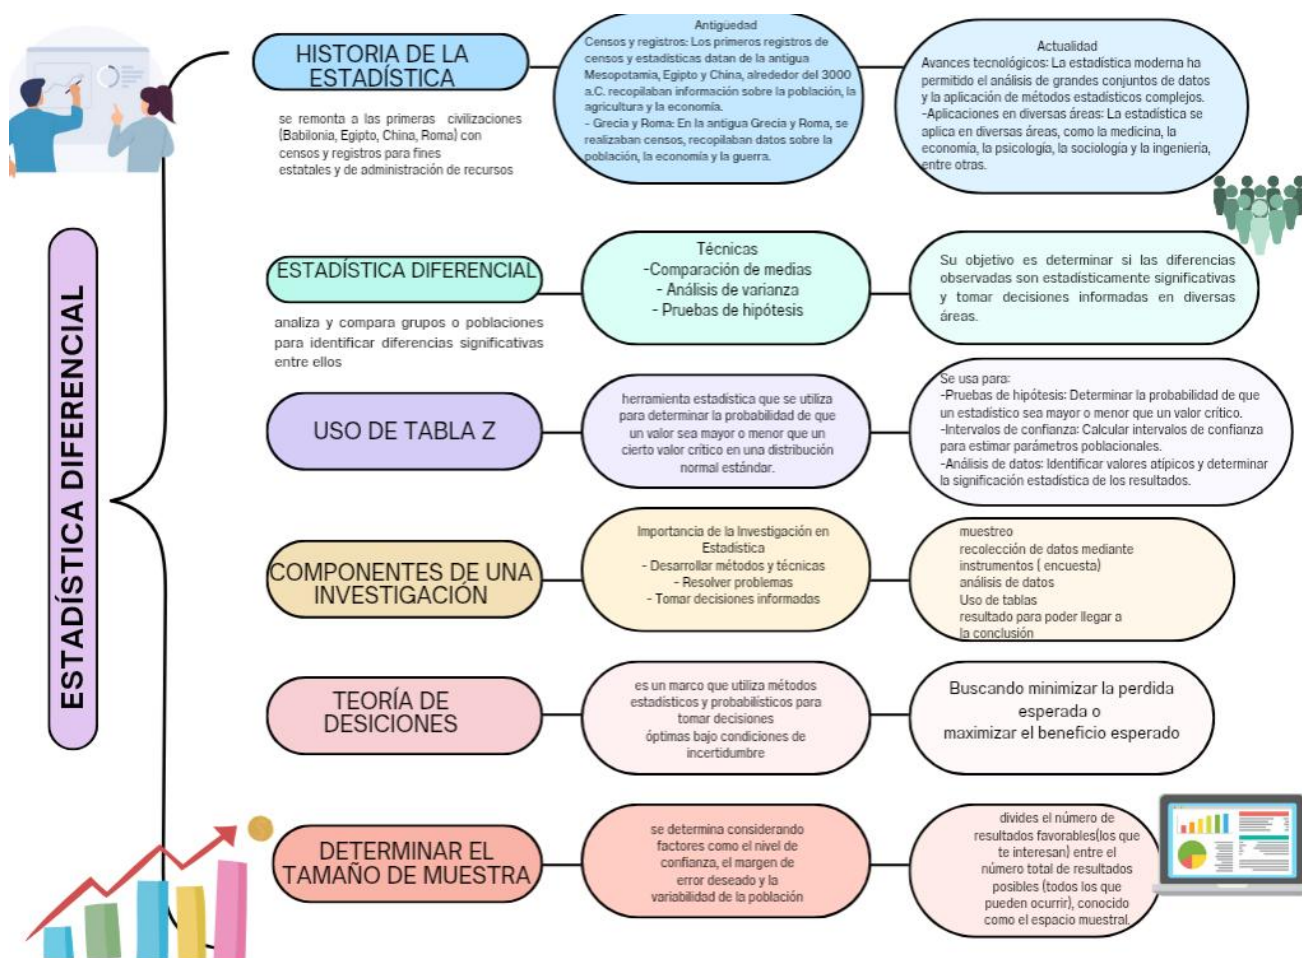 ESTADÍSTICA DIFERENCIAL
HISTORIA DE LA
ESTADÍSTICA
se remonta a las primeras civilizaciones
(Babilonia, Egipto, China, Roma) con
censos y registros para fines
estatales y de administración de recursos
Antigüedad
Censos y registros: Los primeros registros de
censos y estadísticas datan de la antigua
Mesopotamia, Egipto y China, alrededor del 3000
a.C. recopilaban información sobre la población, la
agricultura y la economía.
- Grecia y Roma: En la antigua Grecia y Roma, se
realizaban censos, recopilaban datos sobre la
población, la economía y la guerra.
Actualidad
Avances tecnológicos: La estadística moderna ha
permitido el análisis de grandes conjuntos de datos
y la aplicación de métodos estadísticos complejos.
-Aplicaciones en diversas áreas: La estadística se
aplica en diversas áreas, como la medicina, la
economía, la psicología, la sociología y la ingeniería,
entre otras.
ESTADÍSTICA DIFERENCIAL
analiza y compara grupos o poblaciones
para identificar diferencias significativas
entre ellos
Técnicas
-Comparación de medias
- Análisis de varianza
- Pruebas de hipótesis
Su objetivo es determinar si las diferencias
observadas son estadísticamente significativas
y tomar decisiones informadas en diversas
áreas.
USO DE TABLA Z
herramienta estadística que se utiliza
para determinar la probabilidad de que
un valor sea mayor o menor que un
cierto valor crítico en una distribución
normal estándar.
Se usa para:
-Pruebas de hipótesis: Determinar la probabilidad de que
un estadístico sea mayor o menor que un valor crítico.
-Intervalos de confianza: Calcular intervalos de confianza
para estimar parámetros poblacionales.
-Análisis de datos: Identificar valores atípicos y determinar
la significación estadística de los resultados.
COMPONENTES DE UNA
INVESTIGACIÓN
Importancia de la Investigación en
Estadística
- Desarrollar métodos y técnicas
- Resolver problemas
- Tomar decisiones informadas
muestreo
recolección de datos mediante
instrumentos ( encuesta)
análisis de datos
Uso de tablas
resultado para poder llegar a
la conclusión
TEORÍA DE
DESICIONES
es un marco que utiliza métodos
estadísticos y probabilísticos para
tomar decisiones
óptimas bajo condiciones de
incertidumbre
Buscando minimizar la perdida
esperada o
maximizar el beneficio esperado
DETERMINAR EL
TAMAÑO DE MUESTRA
se determina considerando
factores como el nivel de
confianza, el margen de
error deseado y la
variabilidad de la población
divides el número de
resultados favorables(los que
te interesan) entre el
número total de resultados
posibles (todos los que
pueden ocurrir), conocido
como el espacio muestral.